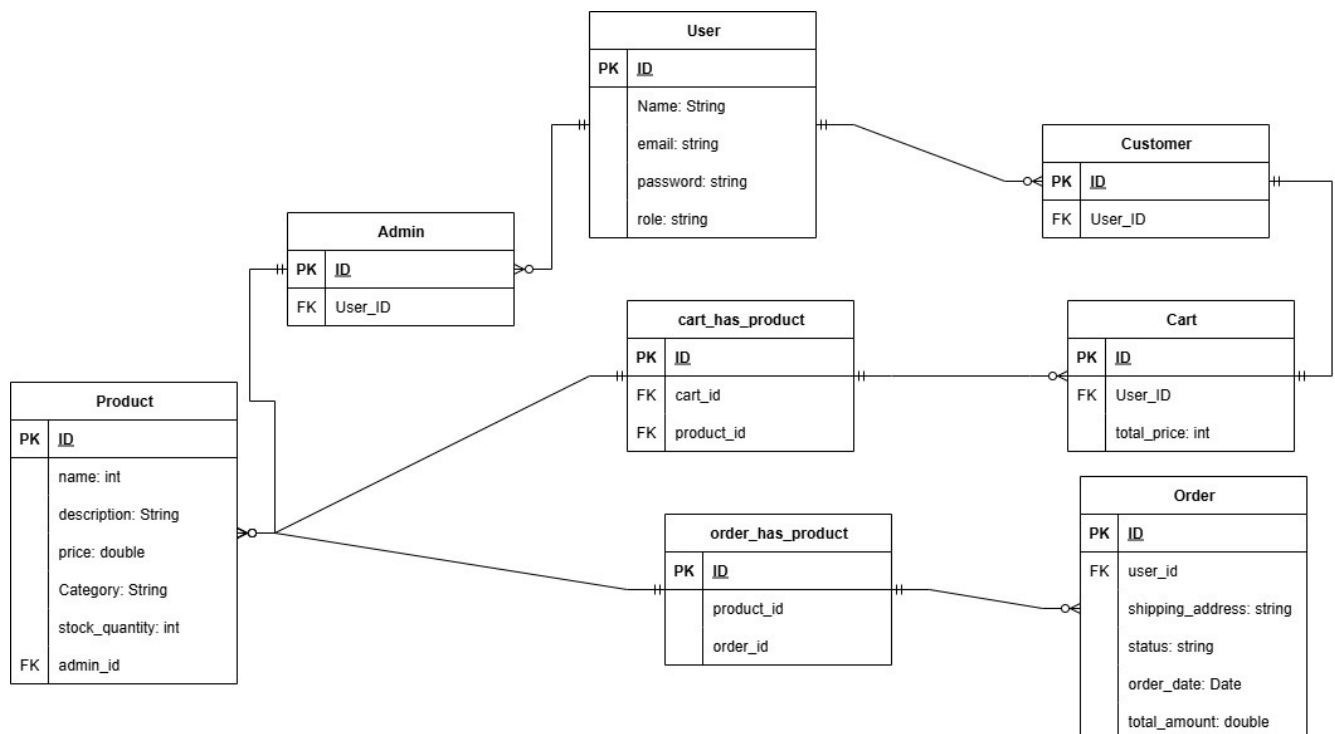 User
PK ID
Name: String
email: string
password: string
role: string
Customer
PK ID
FK User_ID
Admin
PK ID
FK User_ID
cart_has_product
PK ID
FK cart_id
FK product_id
Cart
PK ID
FK User_ID
total_price: int
Product
PK ID
name: int
description: String
price: double
Category: String
stock_quantity: int
FK admin_id
order_has_product
PK ID
product_id
order_id
Order
PK ID
FK user_id
shipping_address: string
status: string
order_date: Date
total_amount: double